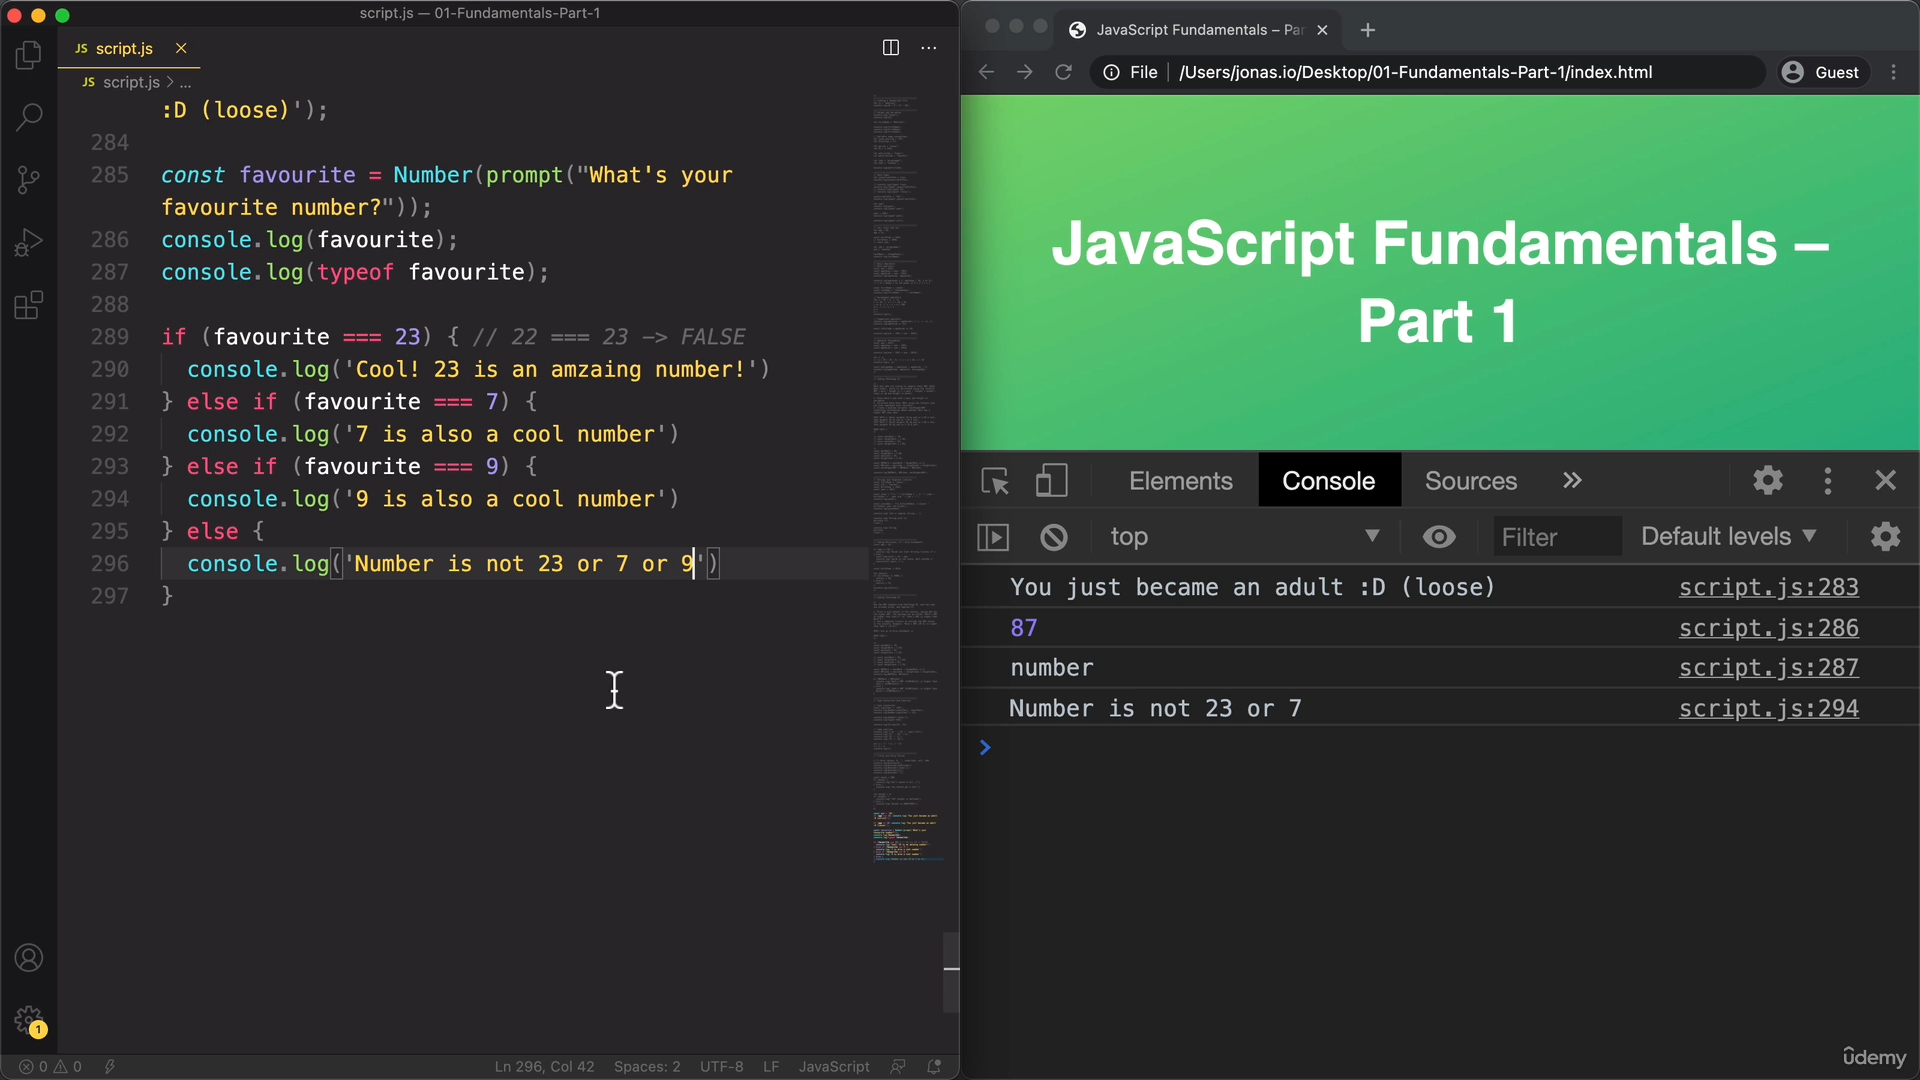 script.js — 01-Fundamentals-Part-1
JS script.js ×
JS script.js > ...
:D (loose)');
284
285 const favourite = Number(prompt("What's your
favourite number?"));
286 console.log(favourite);
287 console.log(typeof favourite);
288
289 if (favourite === 23) { // 22 === 23 -> FALSE
290 console.log('Cool! 23 is an amzaing number!')
291 } else if (favourite === 7) {
292 console.log('7 is also a cool number')
293 } else if (favourite === 9) {
294 console.log('9 is also a cool number')
295 } else {
296 console.log('Number is not 23 or 7 or 9')
297 }
1
0 0
Ln 296, Col 42 Spaces: 2 UTF-8 LF JavaScript
JavaScript Fundamentals – Par
File /Users/jonas.io/Desktop/01-Fundamentals-Part-1/index.html Guest
JavaScript Fundamentals –
Part 1
Elements Console Sources »
top Filter Default levels
You just became an adult :D (loose) script.js:283
87 script.js:286
number script.js:287
Number is not 23 or 7 script.js:294
>
ûdemy